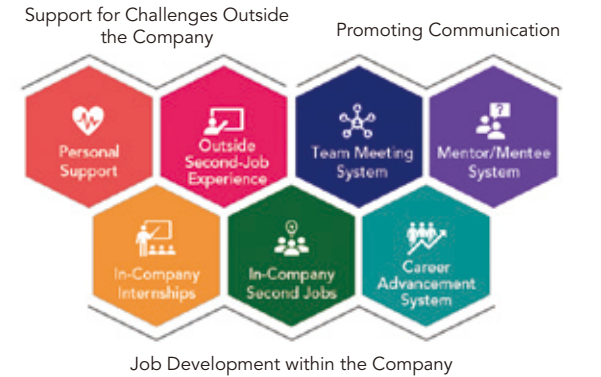 Support for Challenges Outside
the Company
Promoting Communication
Personal
Support
Outside
Second-Job
Experience
Team Meeting
System
Mentor/Mentee
System
?
In-Company
Internships
In-Company
Second Jobs
Career
Advancement
System
Job Development within the Company